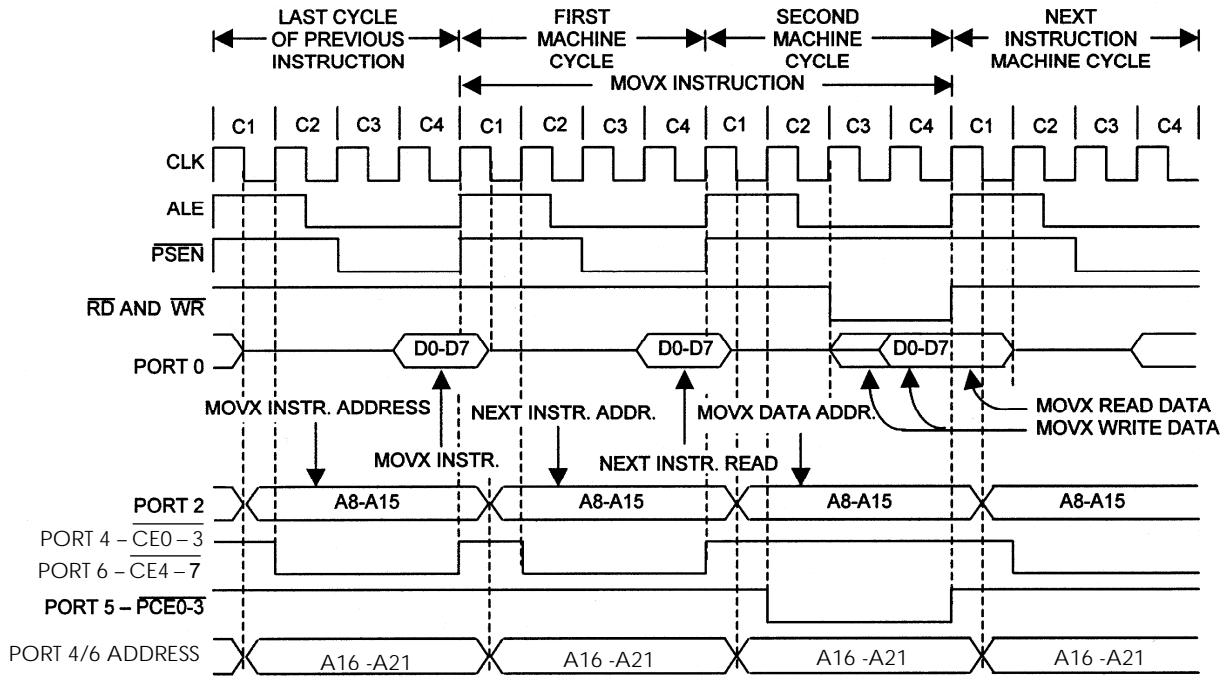 LAST CYCLE OF PREVIOUS INSTRUCTION
FIRST MACHINE CYCLE
SECOND MACHINE CYCLE
NEXT INSTRUCTION MACHINE CYCLE
MOVX INSTRUCTION
C1 C2 C3 C4 C1 C2 C3 C4 C1 C2 C3 C4 C1 C2 C3 C4
CLK
ALE
PSEN
RD AND WR
PORT 0 D0-D7 D0-D7 D0-D7
MOVX INSTR. ADDRESS NEXT INSTR. ADDR. MOVX DATA ADDR. MOVX READ DATA
MOVX WRITE DATA
MOVX INSTR. NEXT INSTR. READ
PORT 2 A8-A15 A8-A15 A8-A15 A8-A15
PORT 4 – CE0 – 3
PORT 6 – CE4 – 7
PORT 5 – PCE0-3
PORT 4/6 ADDRESS A16 -A21 A16 -A21 A16 -A21 A16 -A21